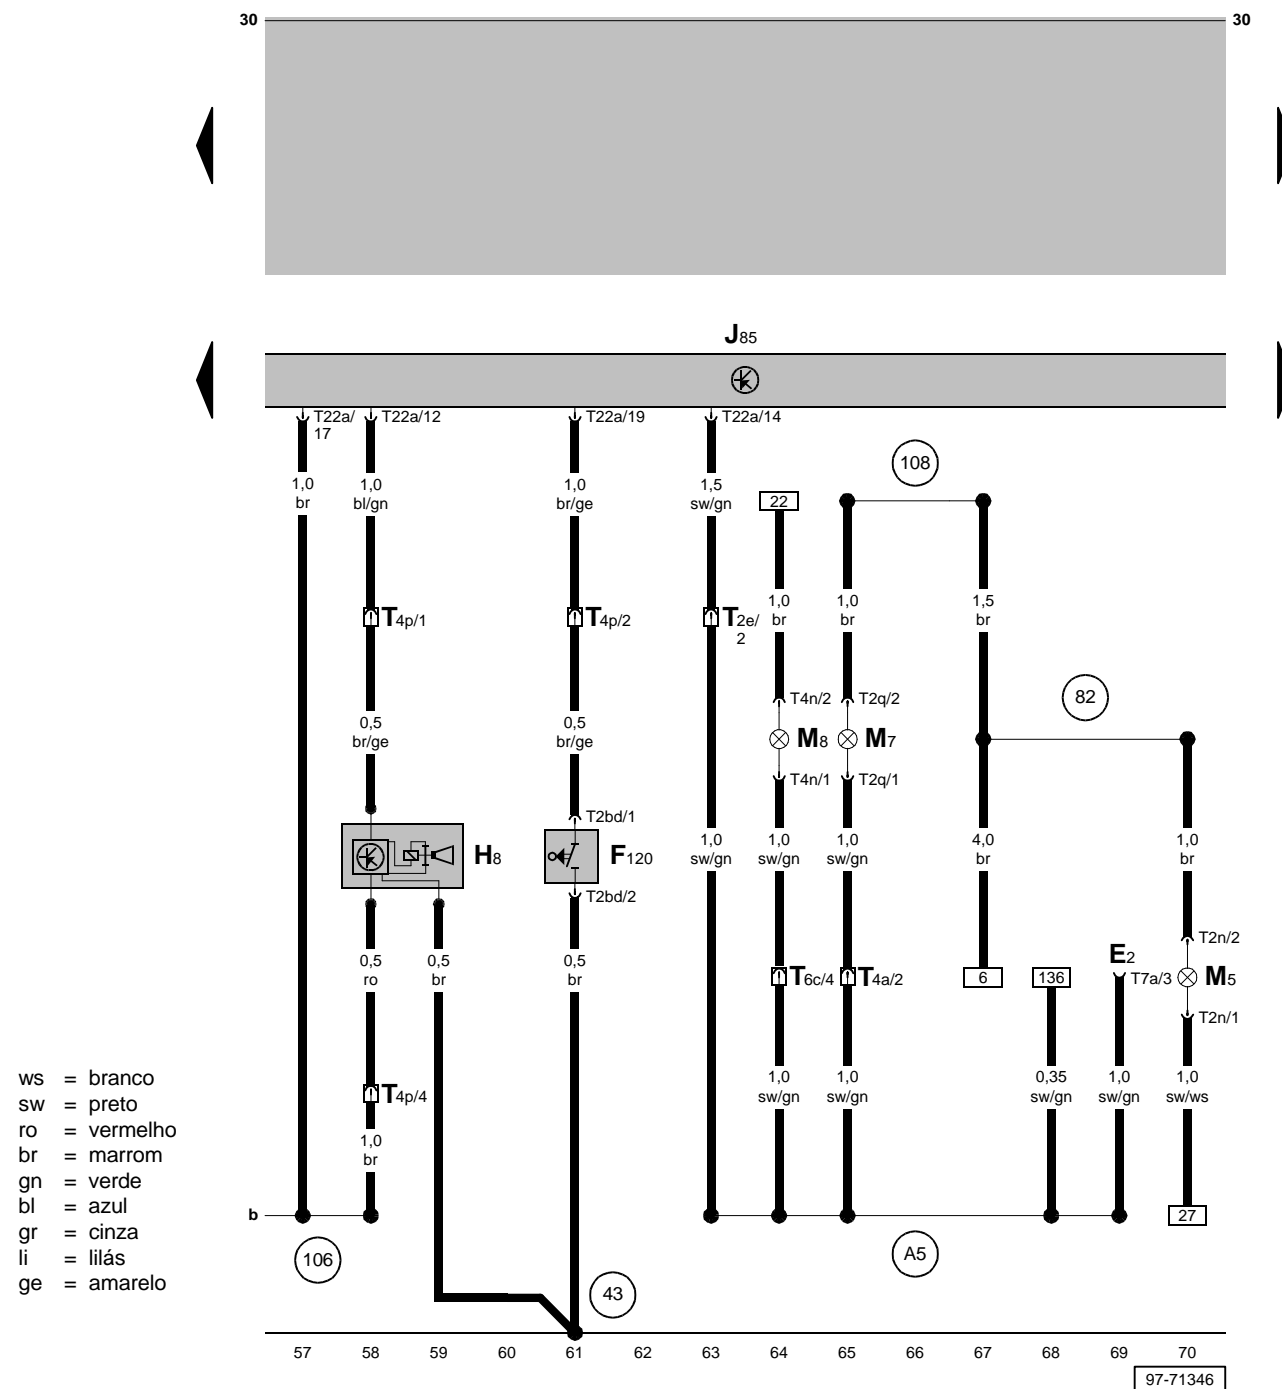 30 30
J85
T22a/ T22a/12 T22a/19 T22a/14
17
108
1,0 1,0 1,0 1,5
br bl/gn br/ge sw/gn
22
1,0 1,0 1,5
br br br
T4p/1 T4p/2 T2e/
2
82
T4n/2 T2q/2
0,5 0,5
br/ge br/ge
M8 M7
T4n/1 T2q/1
T2bd/1
1,0 1,0 1,0 4,0 1,0
sw/gn sw/gn sw/gn br br
H8 F120
T2bd/2
T2n/2
E2
0,5 0,5 0,5
ro br br
T6c/4 T4a/2 6 136 T7a/3 M5
T2n/1
1,0 1,0 0,35 1,0 1,0
sw/gn sw/gn sw/gn sw/gn sw/ws
T4p/4
1,0
br
b 27
106 A5
43
ws = branco
sw = preto
ro = vermelho
br = marrom
gn = verde
bl = azul
gr = cinza
li = lilás
ge = amarelo
57 58 59 60 61 62 63 64 65 66 67 68 69 70
97-71346